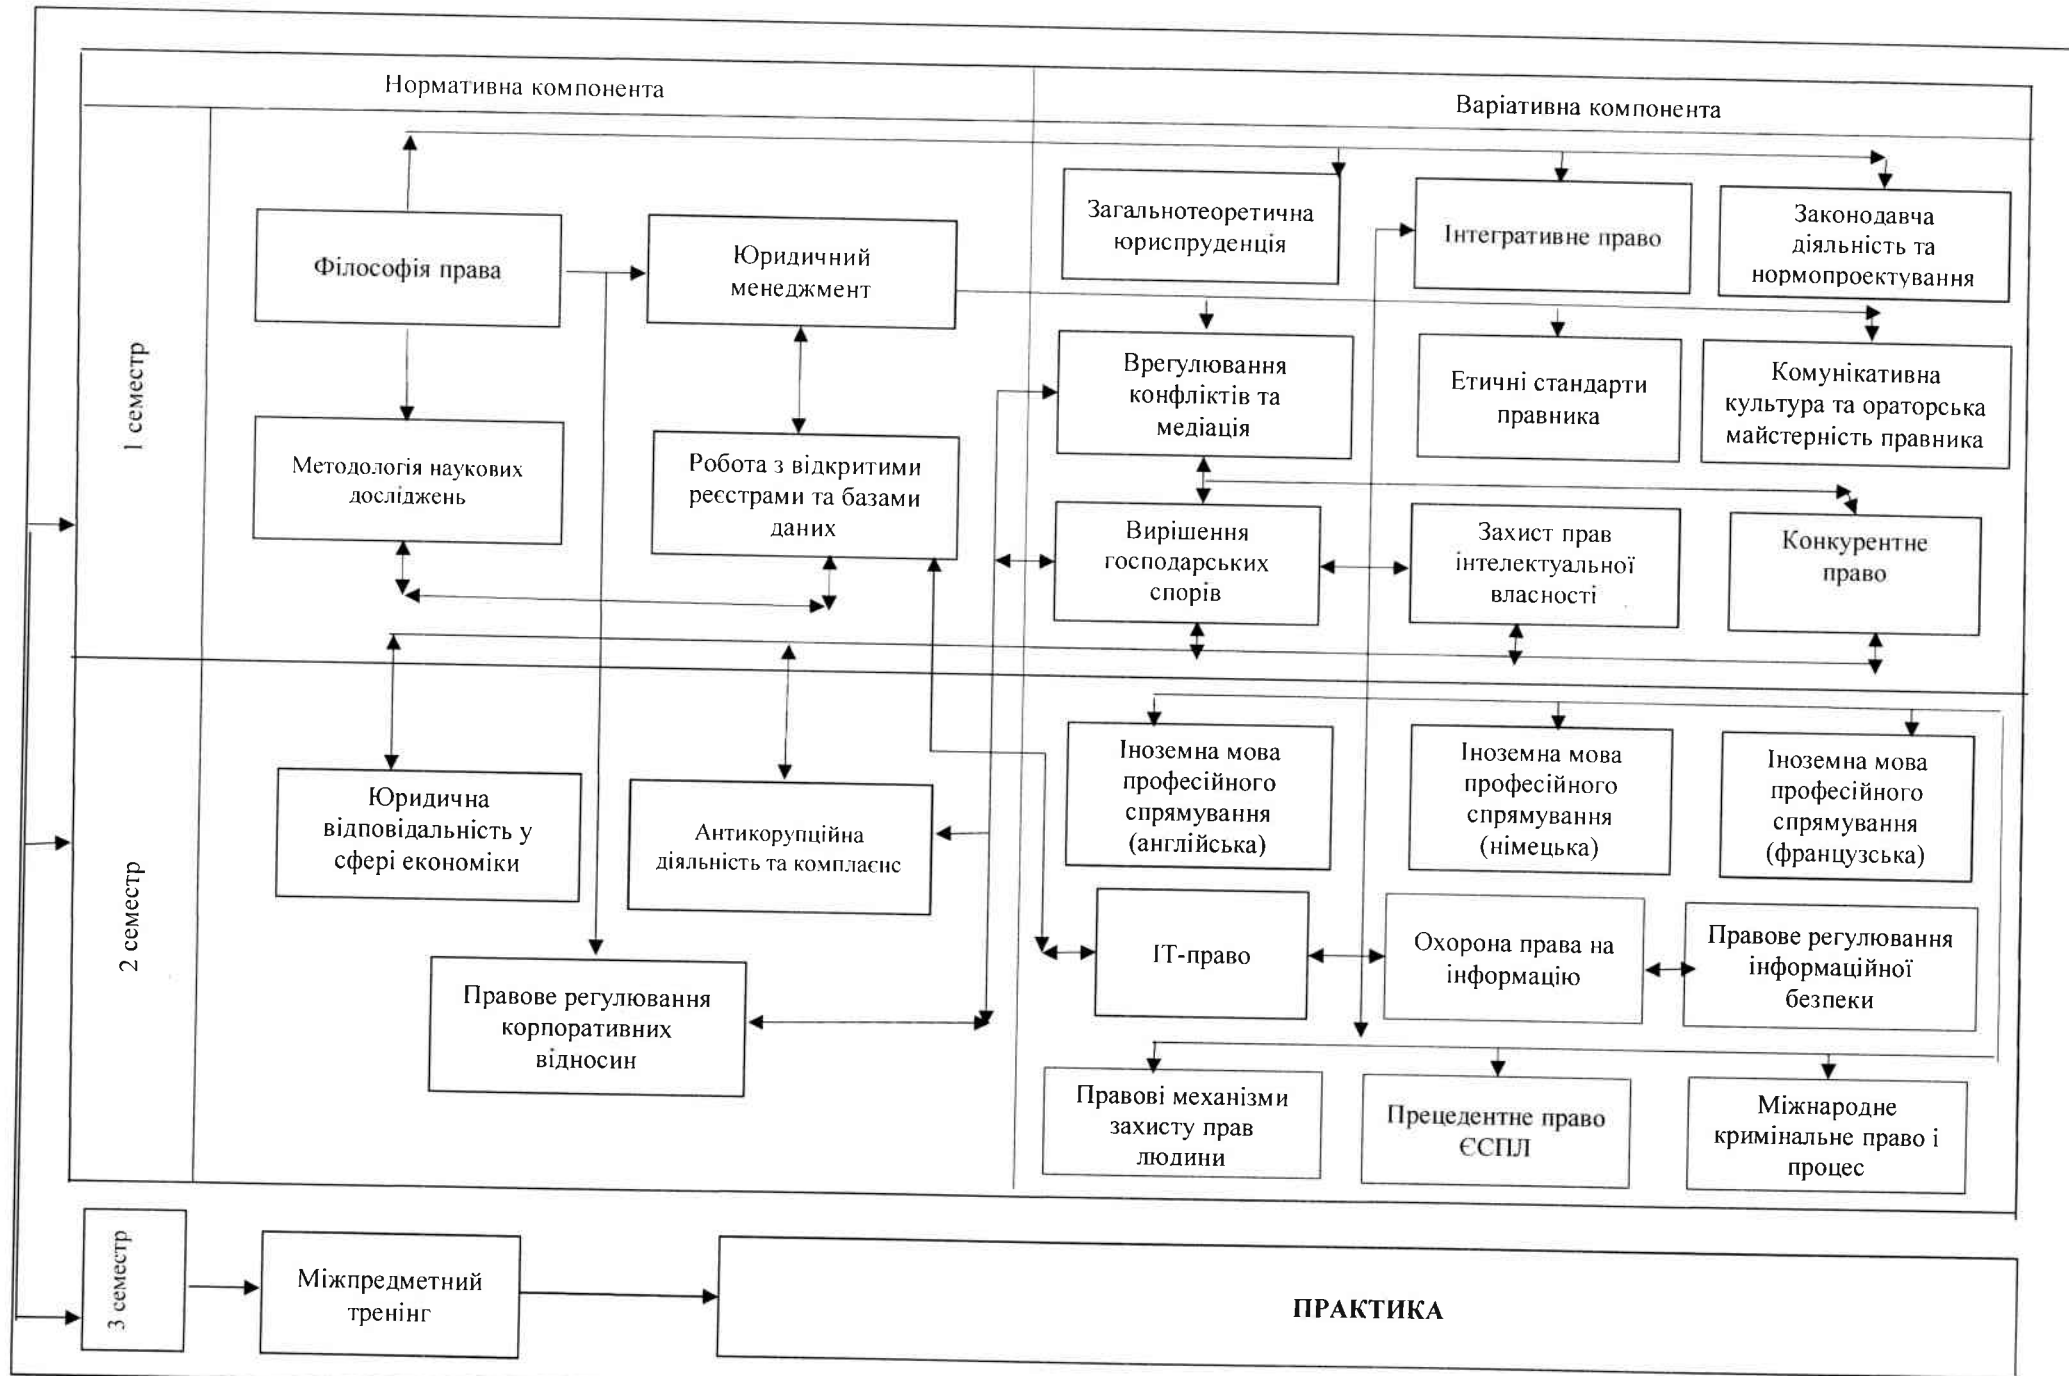 Нормативна компонента
Варіативна компонента
1 семестр
Філософія права
Юридичний
менеджмент
Загальнотеоретична
юриспруденція
Інтегративне право
Законодавча
діяльність та
нормопроектування
Врегулювання
конфліктів та
медіація
Етичні стандарти
правника
Комунікативна
культура та ораторська
майстерність правника
Методологія наукових
досліджень
Робота з відкритими
реєстрами та базами
даних
Вирішення
господарських
спорів
Захист прав
інтелектуальної
власності
Конкурентне
право
2 семестр
Юридична
відповідальність у
сфері економіки
Антикорупційна
діяльність та комплаєнс
Іноземна мова
професійного
спрямування
(англійська)
Іноземна мова
професійного
спрямування
(німецька)
Іноземна мова
професійного
спрямування
(французська)
Правове регулювання
корпоративних
відносин
ІТ-право
Охорона права на
інформацію
Правове регулювання
інформаційної
безпеки
Правові механізми
захисту прав
людини
Прецедентне право
ЄСПЛ
Міжнародне
кримінальне право і
процес
3 семестр
Міжпредметний
тренінг
ПРАКТИКА